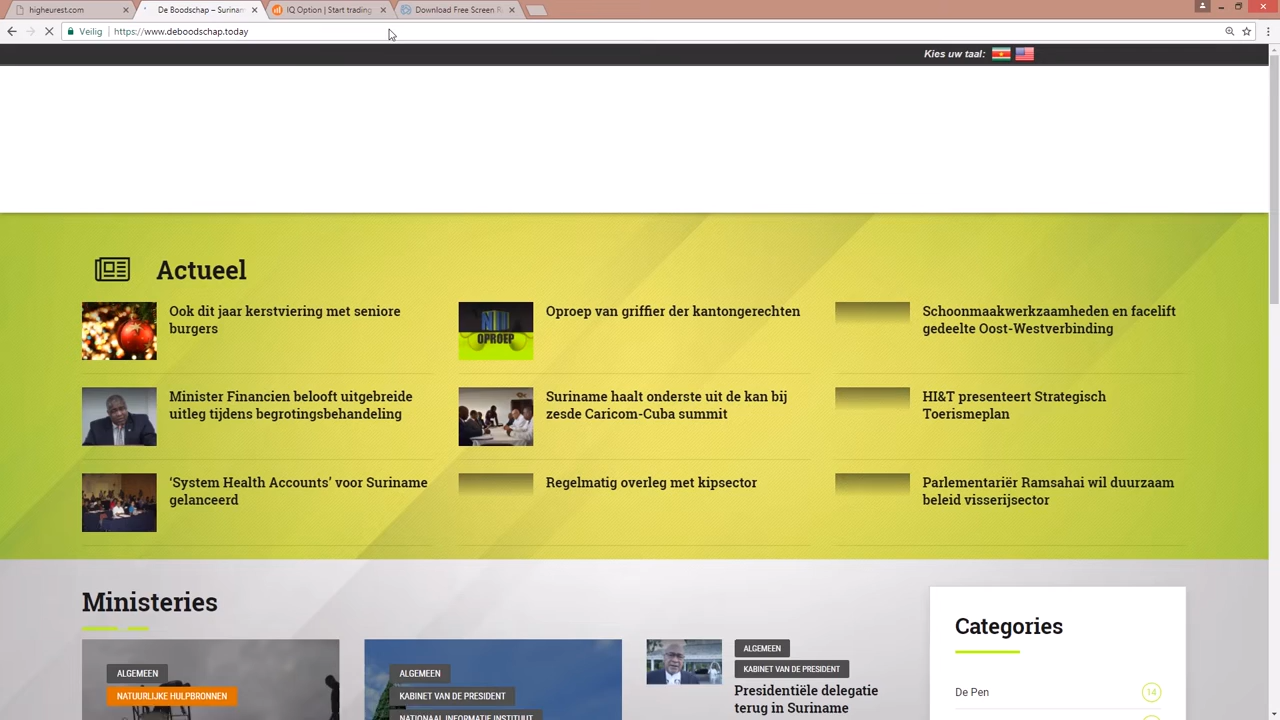 higheurest.com
De Boodschap – Surinam
IQ Option | Start trading
Download Free Screen R
Veilig
https://www.deboodschap.today
Kies uw taal:
Actueel
Ook dit jaar kerstviering met seniore
burgers
Oproep van griffier der kantongerechten
OPROEP
Schoonmaakwerkzaamheden en facelift
gedeelte Oost-Westverbinding
Minister Financien belooft uitgebreide
uitleg tijdens begrotingsbehandeling
Suriname haalt onderste uit de kan bij
zesde Caricom-Cuba summit
HI&T presenteert Strategisch
Toerismeplan
‘System Health Accounts’ voor Suriname
gelanceerd
Regelmatig overleg met kipsector
Parlementariër Ramsahai wil duurzaam
beleid visserijsector
Ministeries
ALGEMEEN
NATUURLIJKE HULPBRONNEN
ALGEMEEN
KABINET VAN DE PRESIDENT
NATIONAAL INFORMATIE INSTITUUT
ALGEMEEN
KABINET VAN DE PRESIDENT
Presidentiële delegatie
terug in Suriname
Categories
De Pen
14